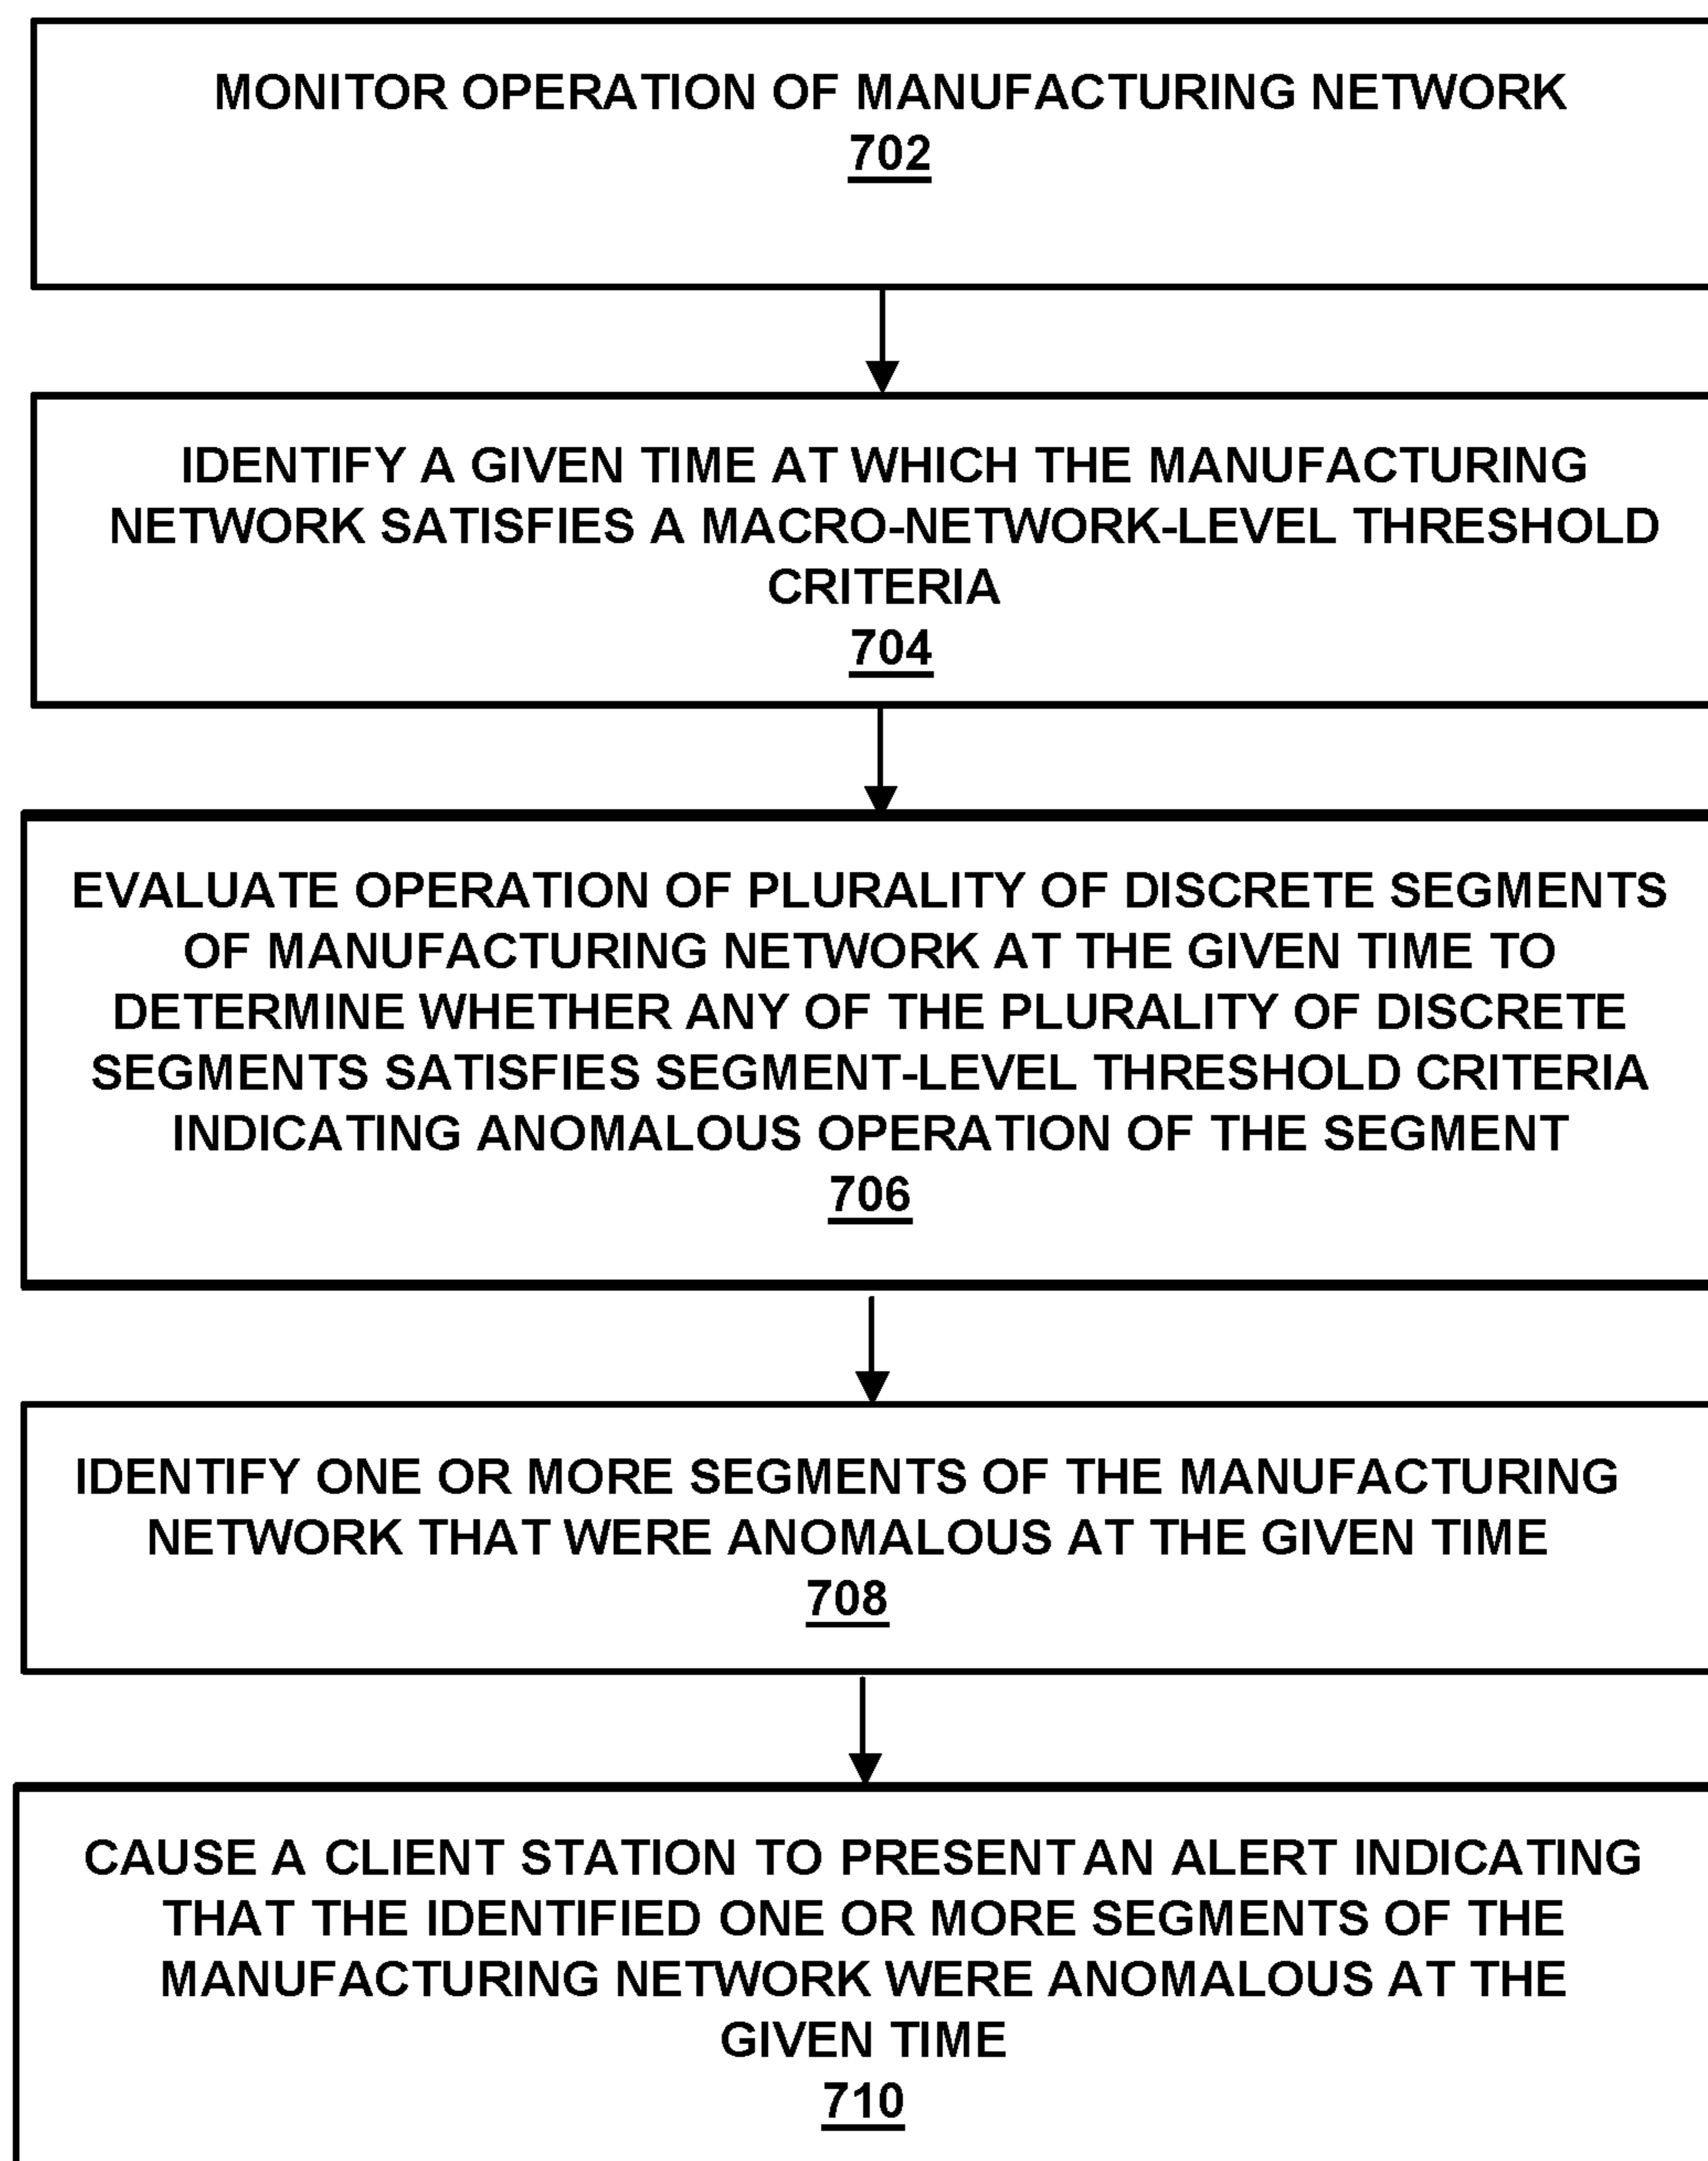 MONITOR OPERATION OF MANUFACTURING NETWORK
702
IDENTIFY A GIVEN TIME AT WHICH THE MANUFACTURING
NETWORK SATISFIES A MACRO-NETWORK-LEVEL THRESHOLD
CRITERIA
704
EVALUATE OPERATION OF PLURALITY OF DISCRETE SEGMENTS
OF MANUFACTURING NETWORK AT THE GIVEN TIME TO
DETERMINE WHETHER ANY OF THE PLURALITY OF DISCRETE
SEGMENTS SATISFIES SEGMENT-LEVEL THRESHOLD CRITERIA
INDICATING ANOMALOUS OPERATION OF THE SEGMENT
706
IDENTIFY ONE OR MORE SEGMENTS OF THE MANUFACTURING
NETWORK THAT WERE ANOMALOUS AT THE GIVEN TIME
708
CAUSE A CLIENT STATION TO PRESENT AN ALERT INDICATING
THAT THE IDENTIFIED ONE OR MORE SEGMENTS OF THE
MANUFACTURING NETWORK WERE ANOMALOUS AT THE
GIVEN TIME
710